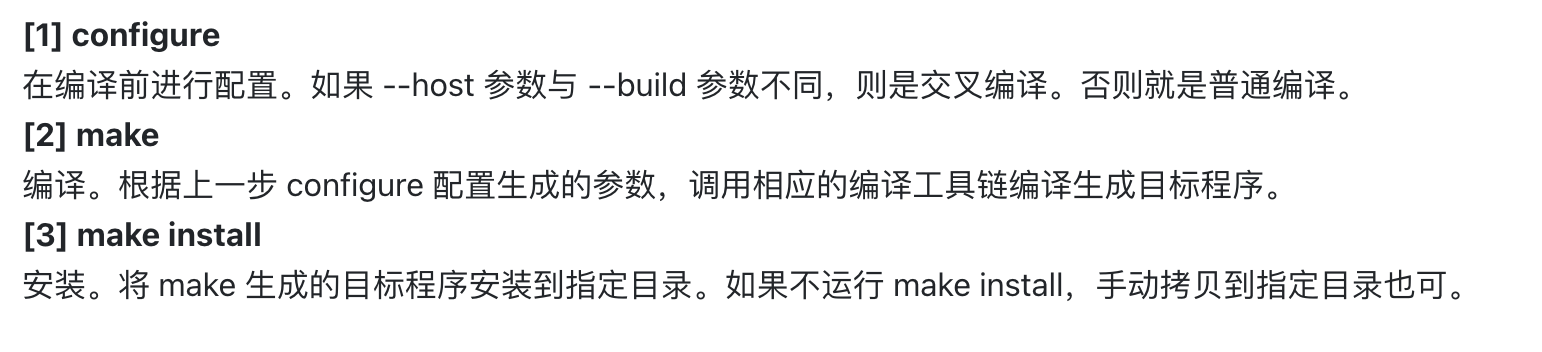 [1] configure
在编译前进行配置。如果 --host 参数与 --build 参数不同，则是交叉编译。否则就是普通编译。
[2] make
编译。根据上一步 configure 配置生成的参数，调用相应的编译工具链编译生成目标程序。
[3] make install
安装。将 make 生成的目标程序安装到指定目录。如果不运行 make install，手动拷贝到指定目录也可。